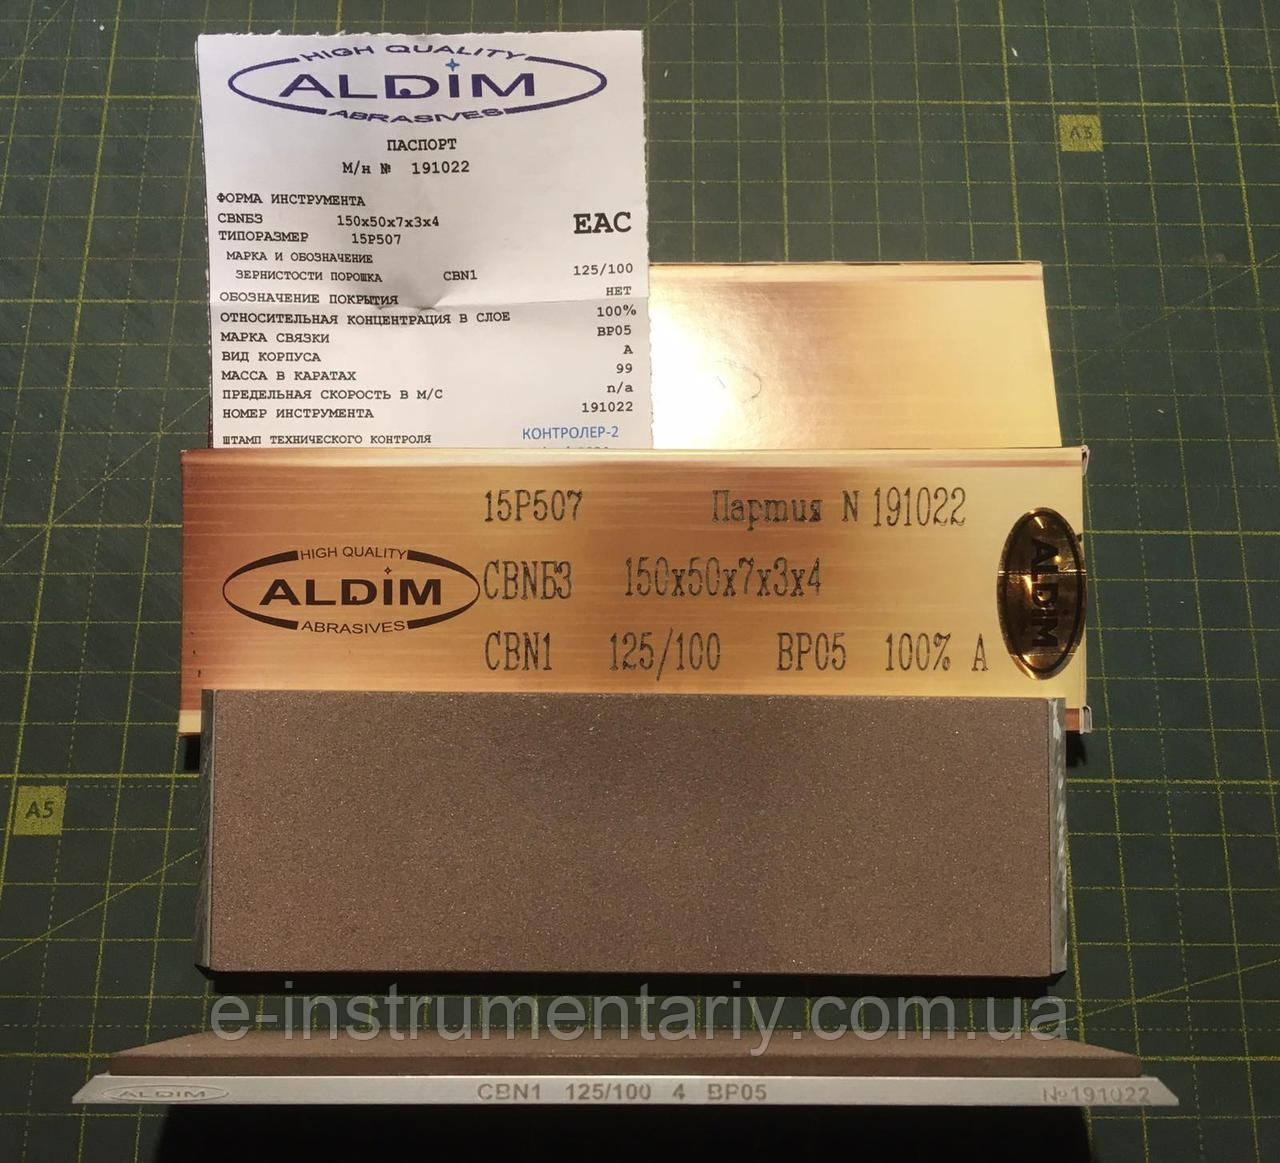 HIGH QUALITY
ALDIM
ABRASIVES
ПАСПОРТ
М/н № 191022
ФОРМА ИНСТРУМЕНТА
CBNБЗ 150x50x7x3x4
ЕАС
ТИПОРАЗМЕР 15P507
МАРКА И ОБОЗНАЧЕНИЕ
ЗЕРНИСТОСТИ ПОРОШКА CBN1 125/100
ОБОЗНАЧЕНИЕ ПОКРЫТИЯ НЕТ
ОТНОСИТЕЛЬНАЯ КОНЦЕНТРАЦИЯ В СЛОЕ 100%
МАРКА СВЯЗКИ BP05
ВИД КОРПУСА А
МАССА В КАРАТАХ 99
ПРЕДЕЛЬНАЯ СКОРОСТЬ В М/С n/a
НОМЕР ИНСТРУМЕНТА 191022
ШТАМП ТЕХНИЧЕСКОГО КОНТРОЛЯ КОНТРОЛЕР-2
A3
15P507 Партия N 191022
HIGH QUALITY
ALDIM
ABRASIVES
CBNБЗ 150x50x7x3x4
CBN1 125/100 BP05 100% A
ALDIM
A5
e-instrumentariy.com.ua
ALDIM CBN1 125/100 4 BP05 №191022